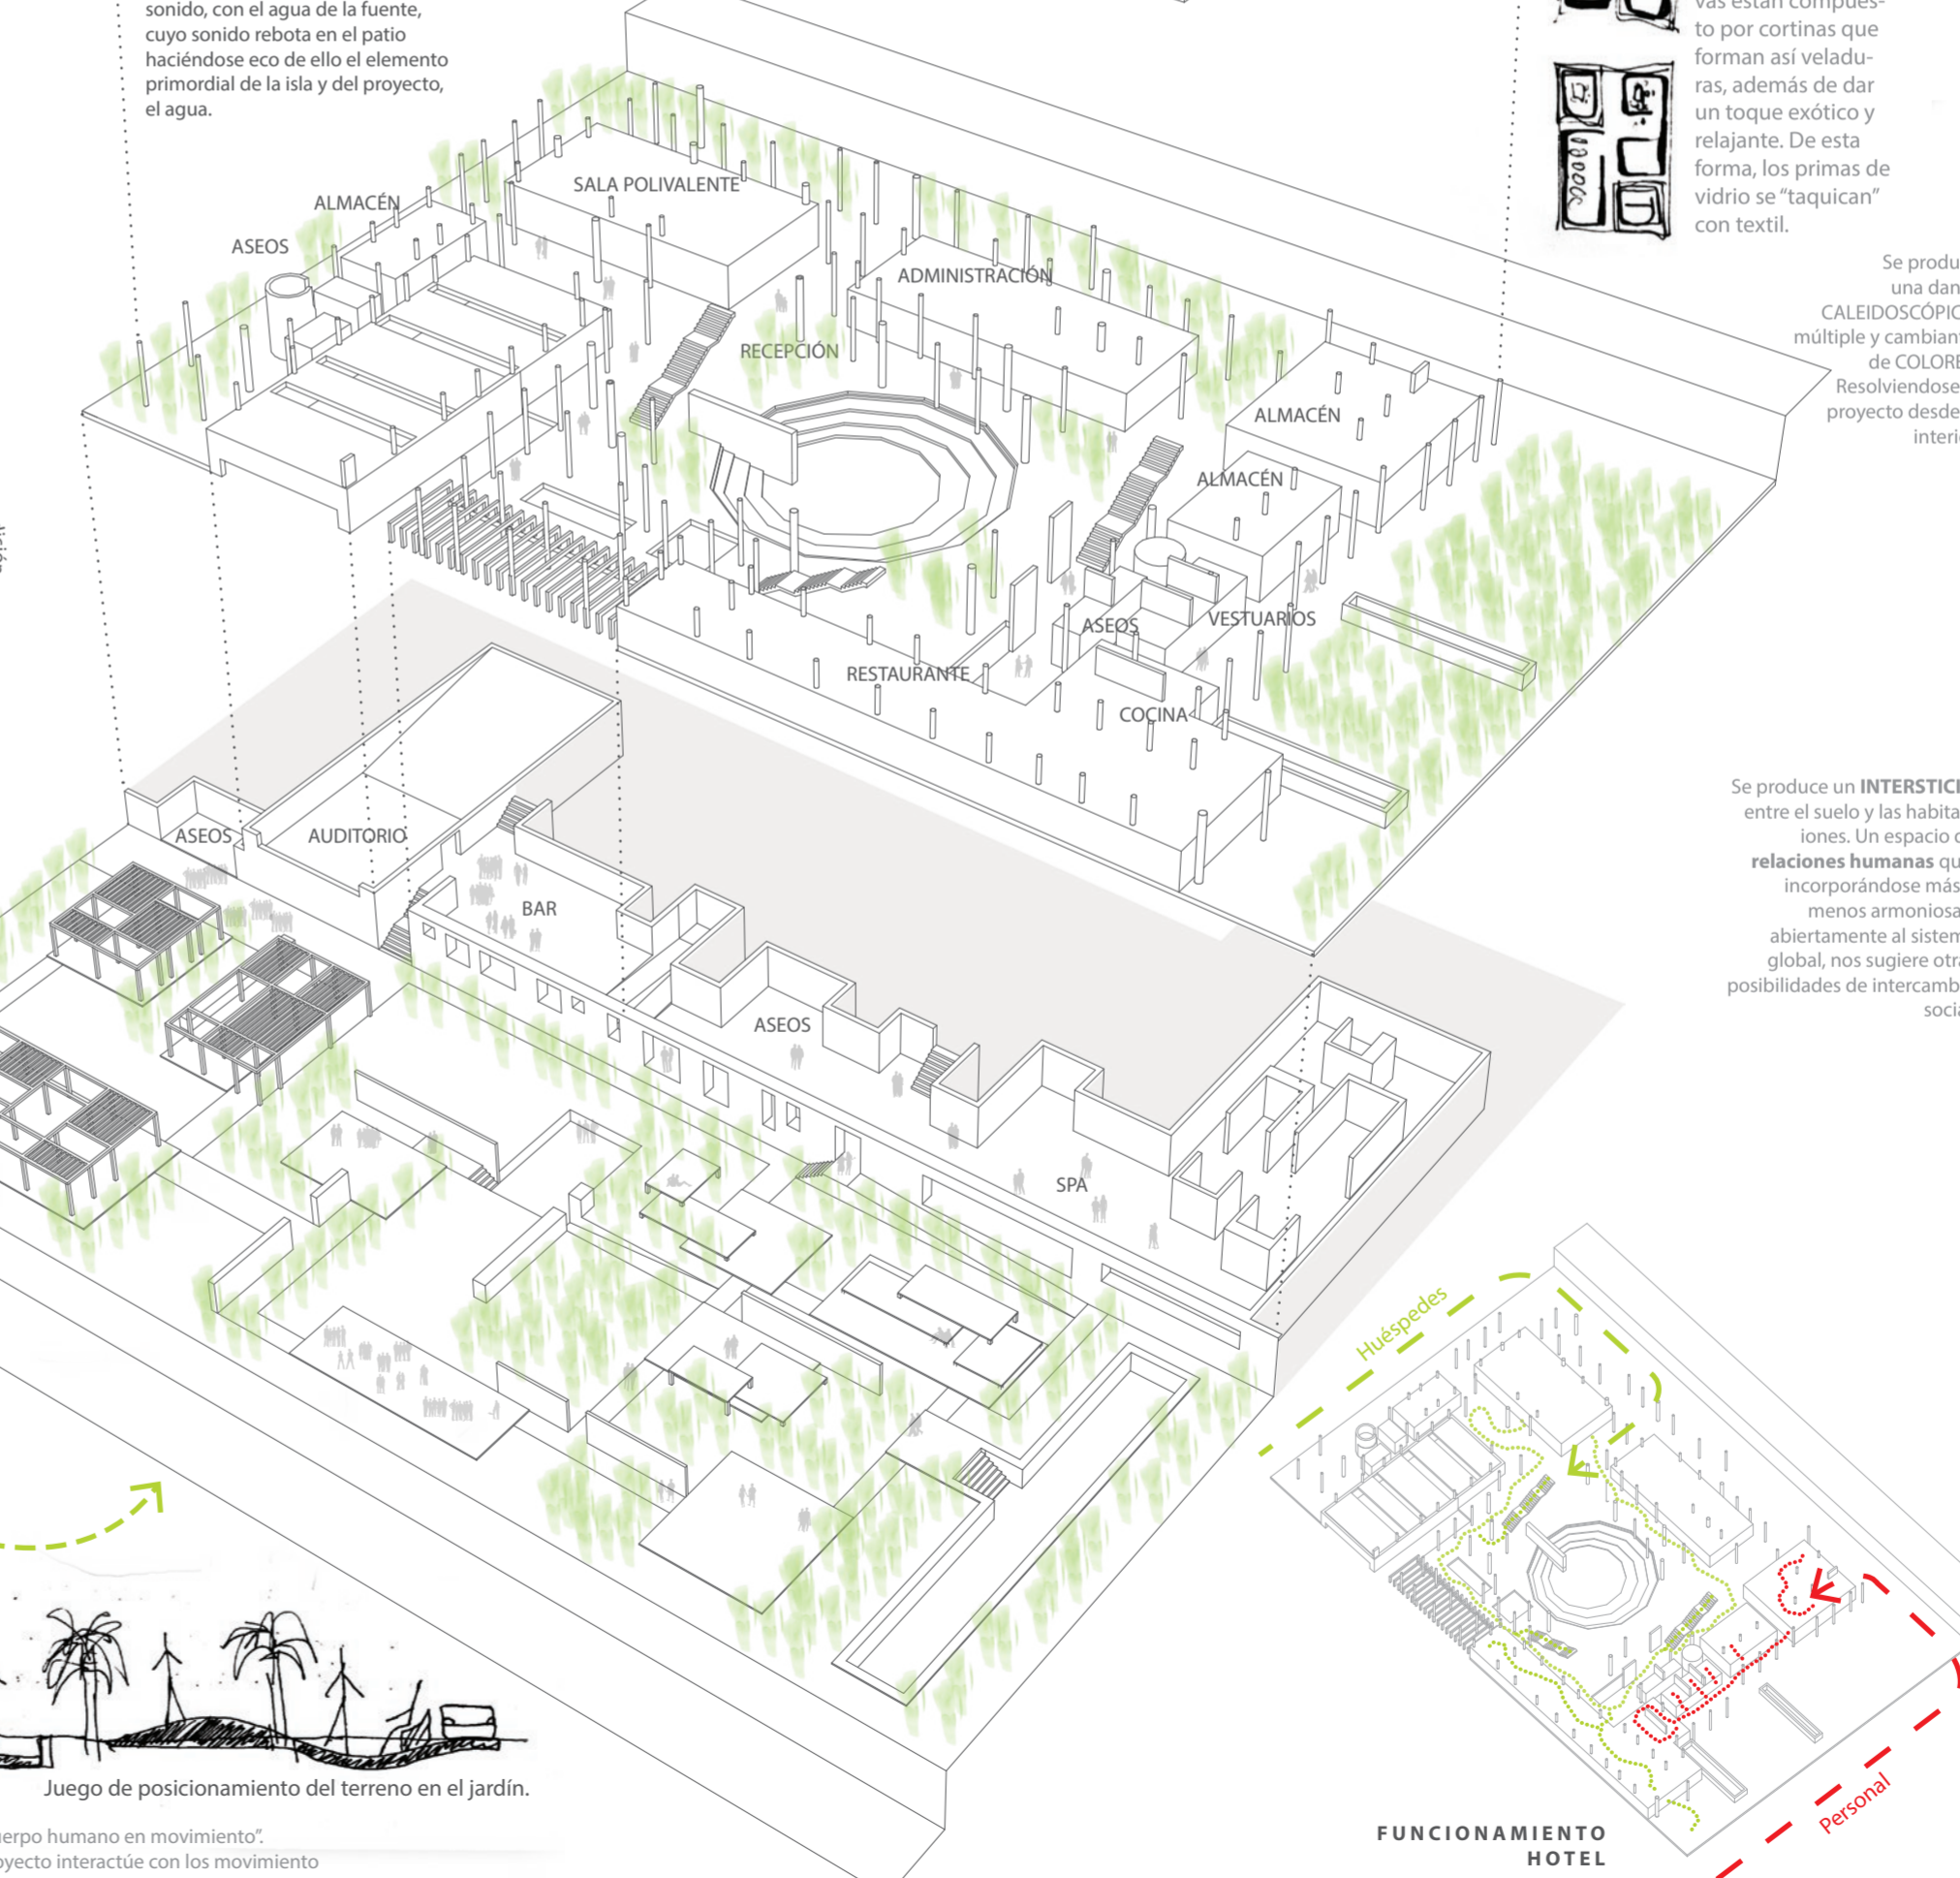 sonido, con el agua de la fuente,
cuyo sonido rebota en el patio
haciéndose eco de ello el elemento
primordial de la isla y del proyecto,
el agua.
vas están compues-
to por cortinas que
forman así veladu-
ras, además de dar
un toque exótico y
relajante. De esta
forma, los primas de
vidrio se “taquican”
con textil.
Se produ
una dan
CALEIDOSCÓPIC
múltiple y cambian
de COLORE
Resolviendose
proyecto desde
interi
SALA POLIVALENTE
ALMACÉN
ASEOS
ADMINISTRACIÓN
RECEPCIÓN
ALMACÉN
ALMACÉN
ASEOS
VESTUARIOS
RESTAURANTE
COCINA
Se produce un INTERSTICI
entre el suelo y las habita
iones. Un espacio
relaciones humanas qu
incorporándose más
menos armoniosa
abiertamente al sistem
global, nos sugiere otr
posibilidades de intercamb
soci
ASEOS
AUDITORIO
BAR
ASEOS
SPA
Huéspedes
Personal
FUNCIONAMIENTO
HOTEL
Juego de posicionamiento del terreno en el jardín.
uerpo humano en movimiento”.
oyecto interactúe con los movimiento